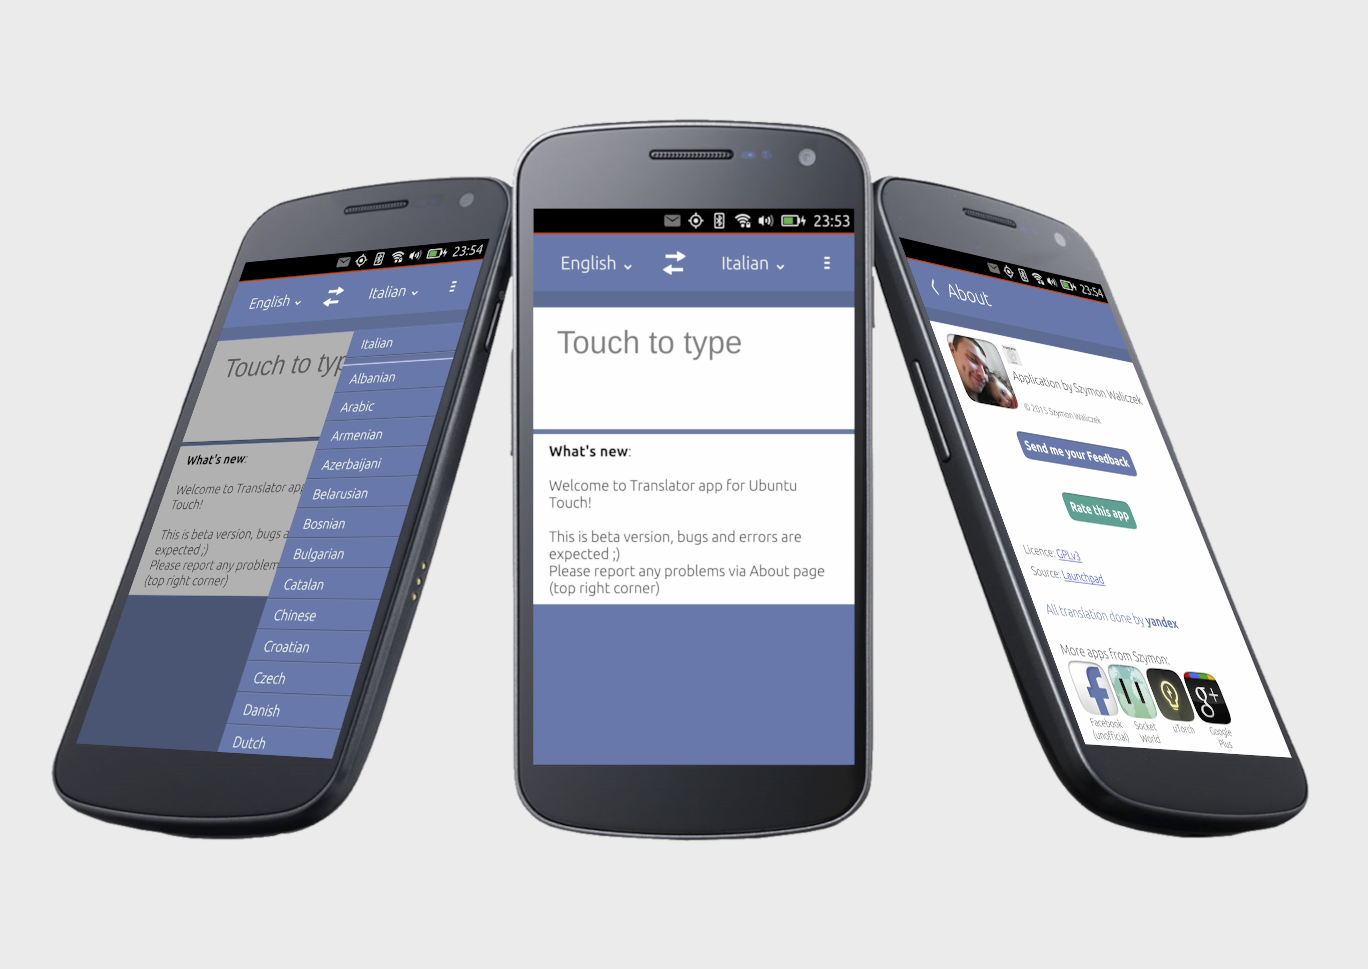 23:54
English
Italian
Touch to typ
Italian
Albanian
Arabic
Armenian
Azerbaijani
Belarusian
Bosnian
Bulgarian
Catalan
Chinese
Croatian
Czech
Danish
Dutch
What's new:
Welcome to Translator app
Touch!
This is beta version, bugs a
expected ;)
Please report any problem
(top right corner)
23:53
English
Italian
Touch to type
What's new:
Welcome to Translator app for Ubuntu
Touch!
This is beta version, bugs and errors are
expected ;)
Please report any problems via About page
(top right corner)
23:54
About
Application by Szymon Waliczek
© 2015 Szymon Waliczek
Send me your Feedback
Rate this app
Licence: GPLv3
Source: Launchpad
All translation done by yandex
More apps from Szymon:
Facebook
(unofficial)
Socket
World
uTorch
g+
Google
Plus